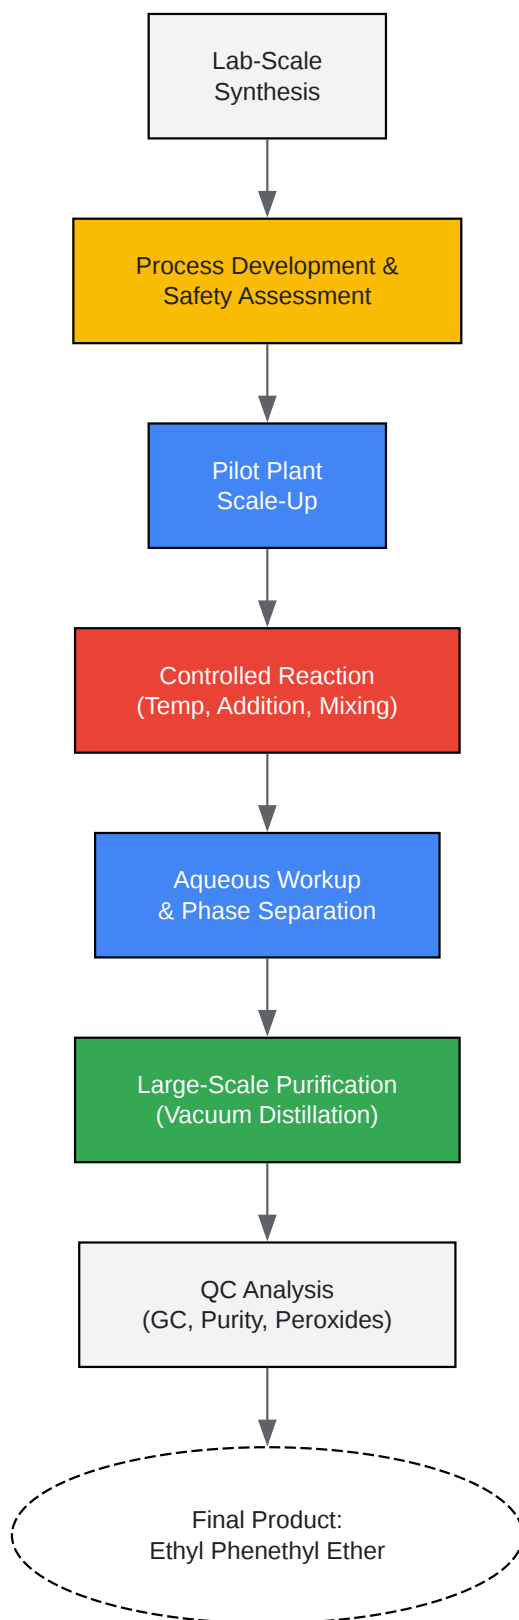 Lab-Scale
Synthesis
Process Development &
Safety Assessment
Pilot Plant
Scale-Up
Controlled Reaction
(Temp, Addition, Mixing)
Aqueous Workup
& Phase Separation
Large-Scale Purification
(Vacuum Distillation)
QC Analysis
(GC, Purity, Peroxides)
Final Product:
Ethyl Phenethyl Ether